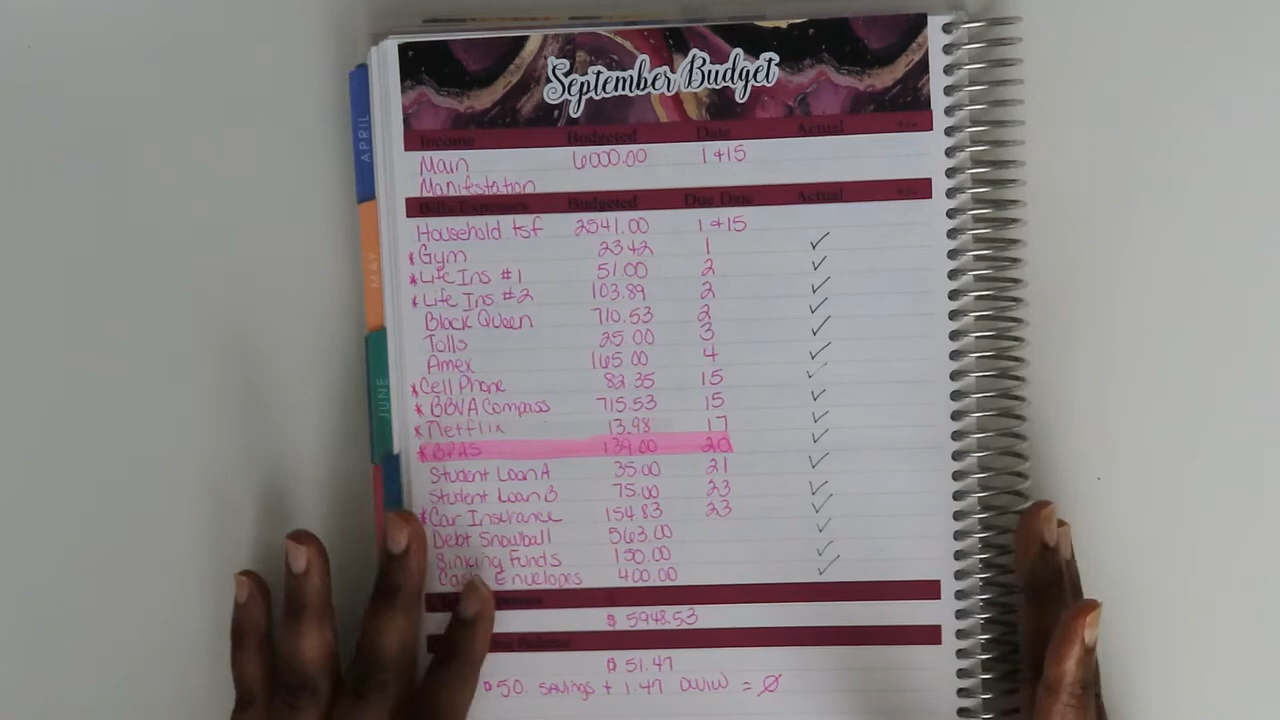 September Budget
Income Budgeted Date Actual +/-
Main 6000.00 1+15
Manifestation
Bills/Expenses Budgeted Due Date Actual +/-
Household tsf 2541.00 1+15
*Gym 23.42 1 ✓
*Life Ins #1 51.00 2 ✓
*Life Ins #2 103.89 2 ✓
Black Queen 710.53 2 ✓
Tolls 25.00 3 ✓
Amex 165.00 4 ✓
*Cell Phone 82.35 15 ✓
*BBVA Compass 715.53 15 ✓
*Netflix 13.98 17 ✓
*BPAS 139.00 20 ✓
Student Loan A 35.00 21 ✓
Student Loan B 75.00 23 ✓
*Car Insurance 154.83 23 ✓
Debt Snowball 563.00 ✓
Sinking Funds 150.00 ✓
Cash Envelopes 400.00 ✓
$ 5948.53
$ 51.47
$50. savings + 1.47 = ∅
APRIL
MAY
JUNE